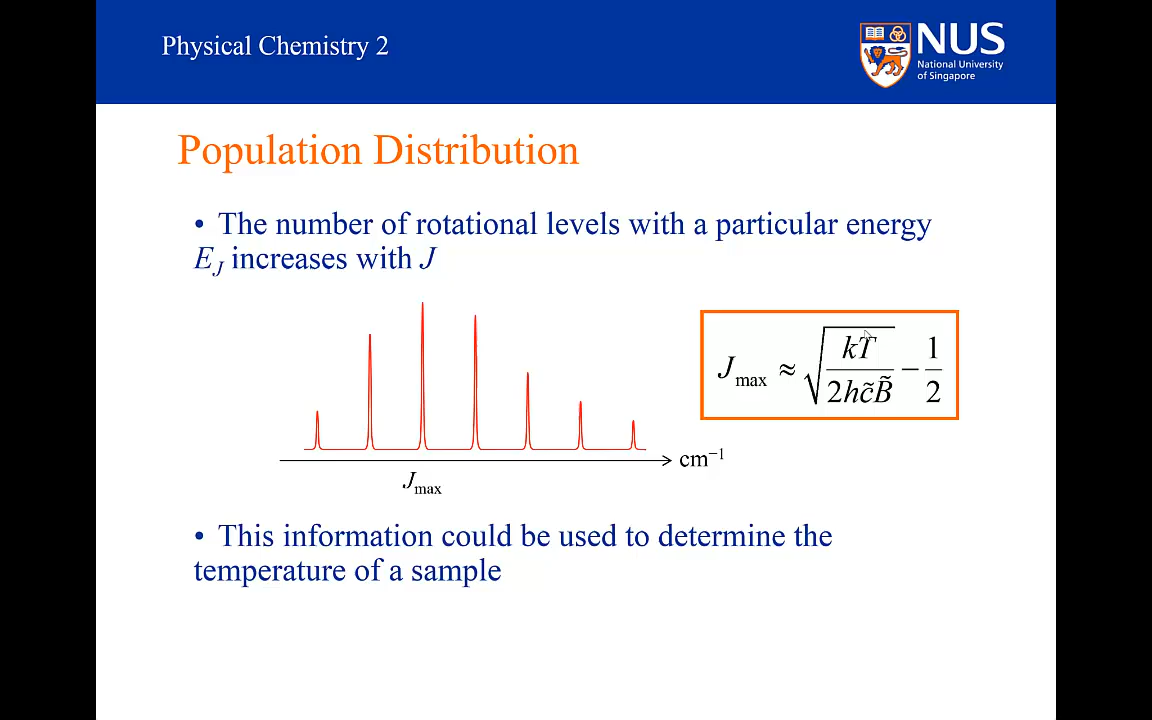 Physical Chemistry 2
NUS
National University
of Singapore
Population Distribution
• The number of rotational levels with a particular energy
E_J increases with J
J_max ≈ √(kT / 2hc̃B̃) − 1/2
cm⁻¹
J_max
• This information could be used to determine the
temperature of a sample